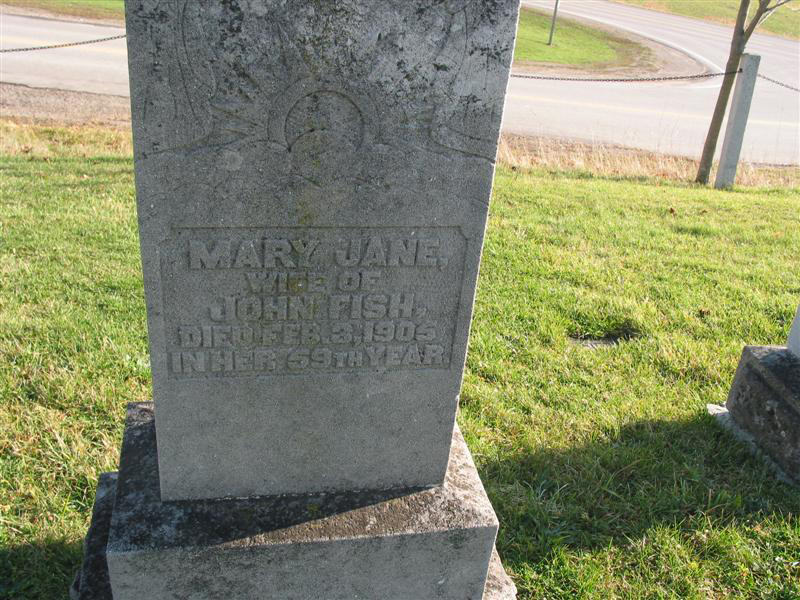 MARY JANE,
WIFE OF
JOHN FISH,
DIED FEB. 3, 1905
IN HER 59TH YEAR